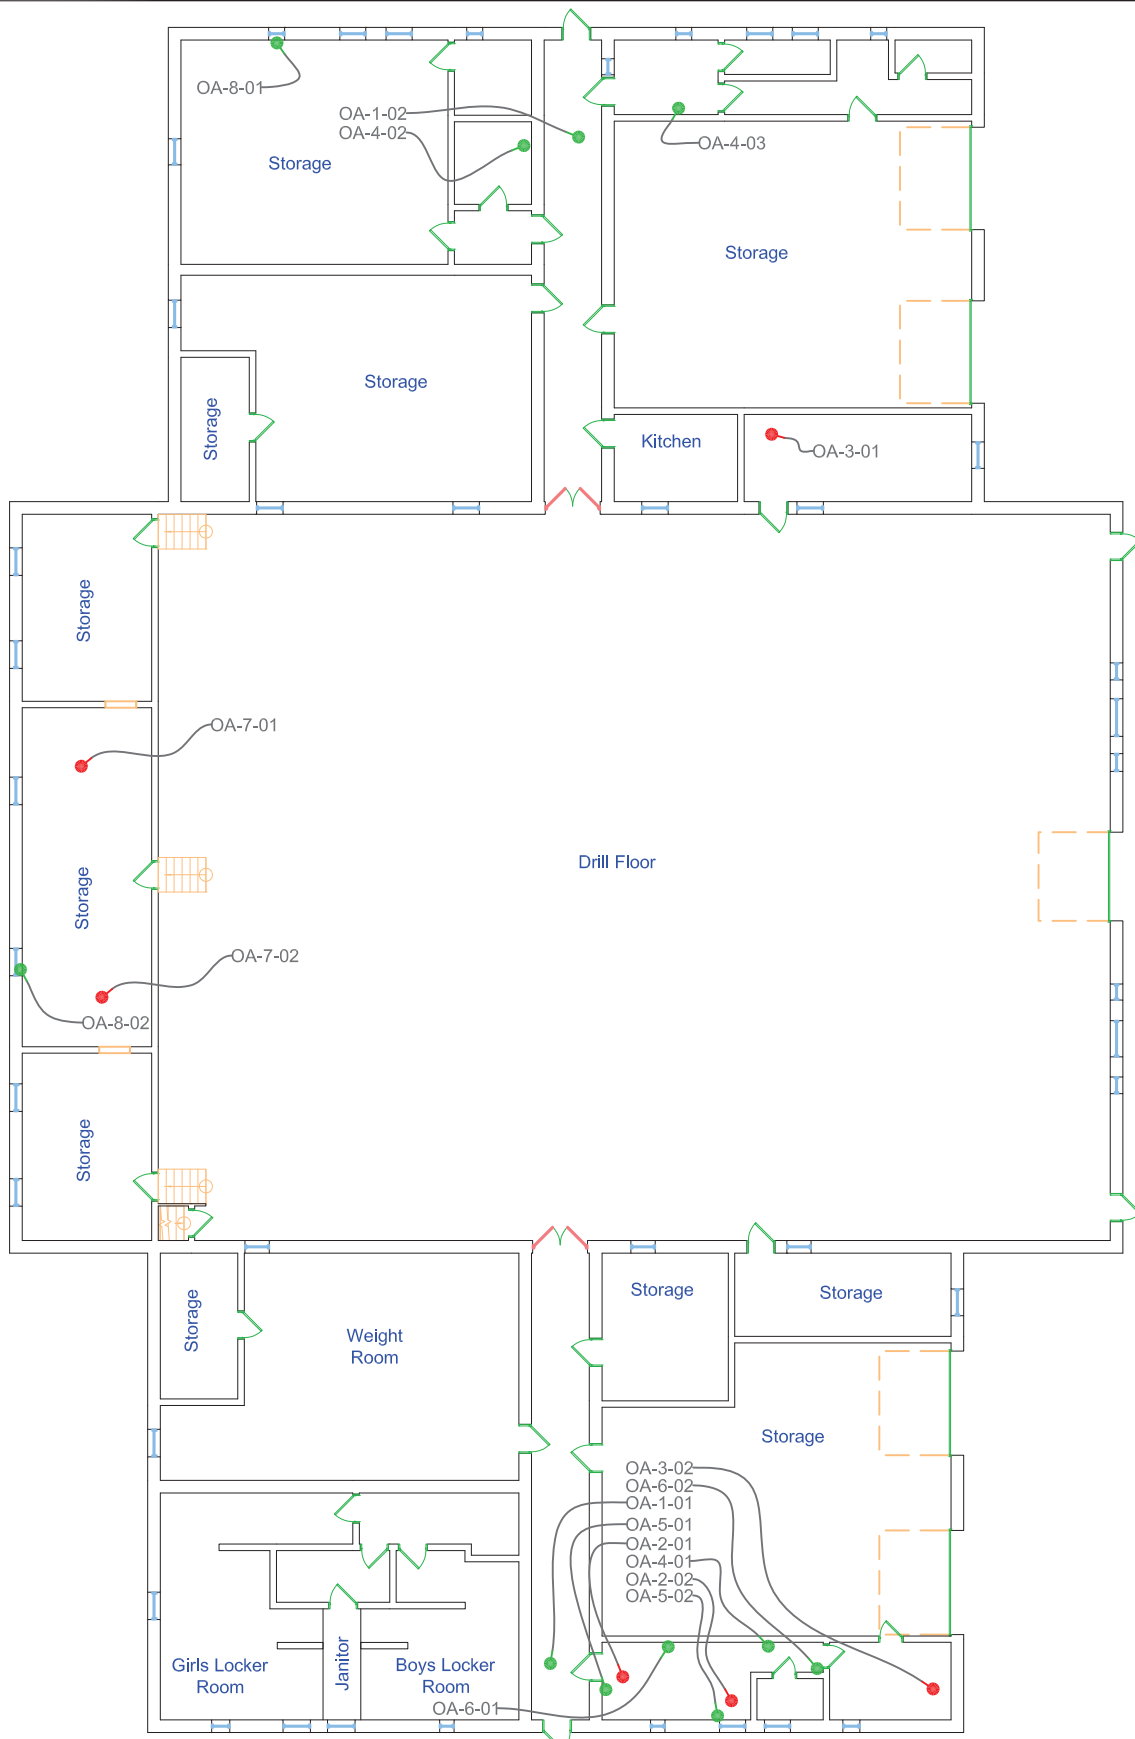 OA-8-01
OA-1-02
OA-4-02
OA-4-03
Storage
Storage
Storage
Storage
Kitchen
OA-3-01
Storage
OA-7-01
Drill Floor
Storage
OA-7-02
OA-8-02
Storage
Storage
Storage
Storage
Weight
Room
Storage
OA-3-02
OA-6-02
OA-1-01
OA-5-01
OA-2-01
OA-4-01
OA-2-02
OA-5-02
Girls Locker
Room
Janitor
Boys Locker
Room
OA-6-01